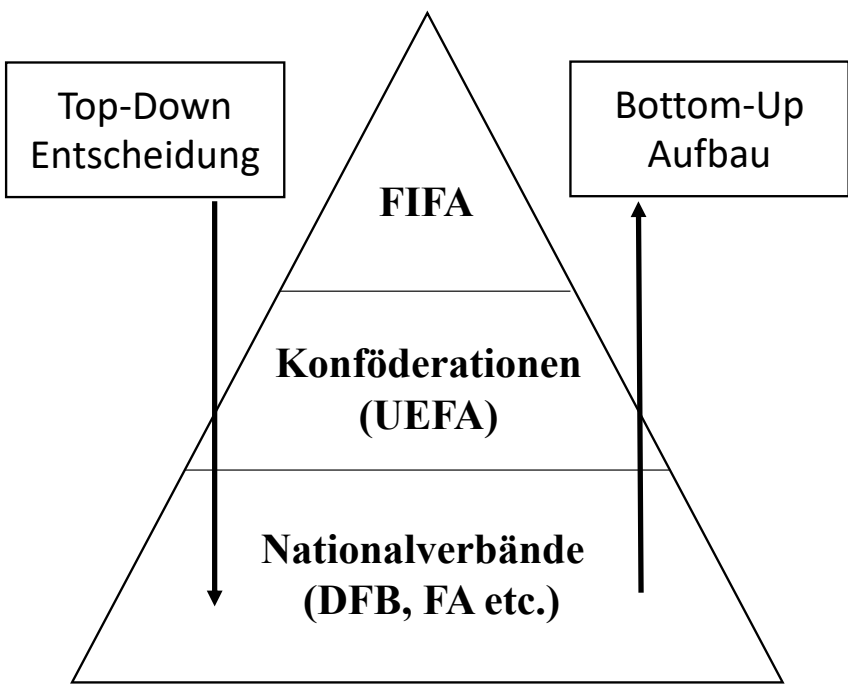 Top-Down
Entscheidung
Bottom-Up
Aufbau
FIFA
Konföderationen
(UEFA)
Nationalverbände
(DFB, FA etc.)